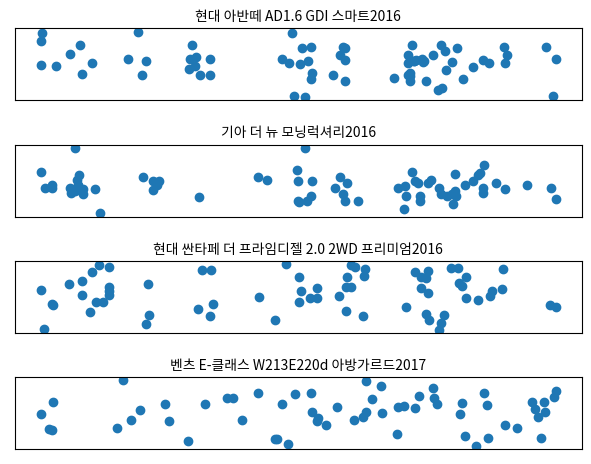 현대 아반떼 AD1.6 GDI 스마트2016
기아 더 뉴 모닝럭셔리2016
현대 싼타페 더 프라임디젤 2.0 2WD 프리미엄2016
벤츠 E-클래스 W213E220d 아방가르드2017